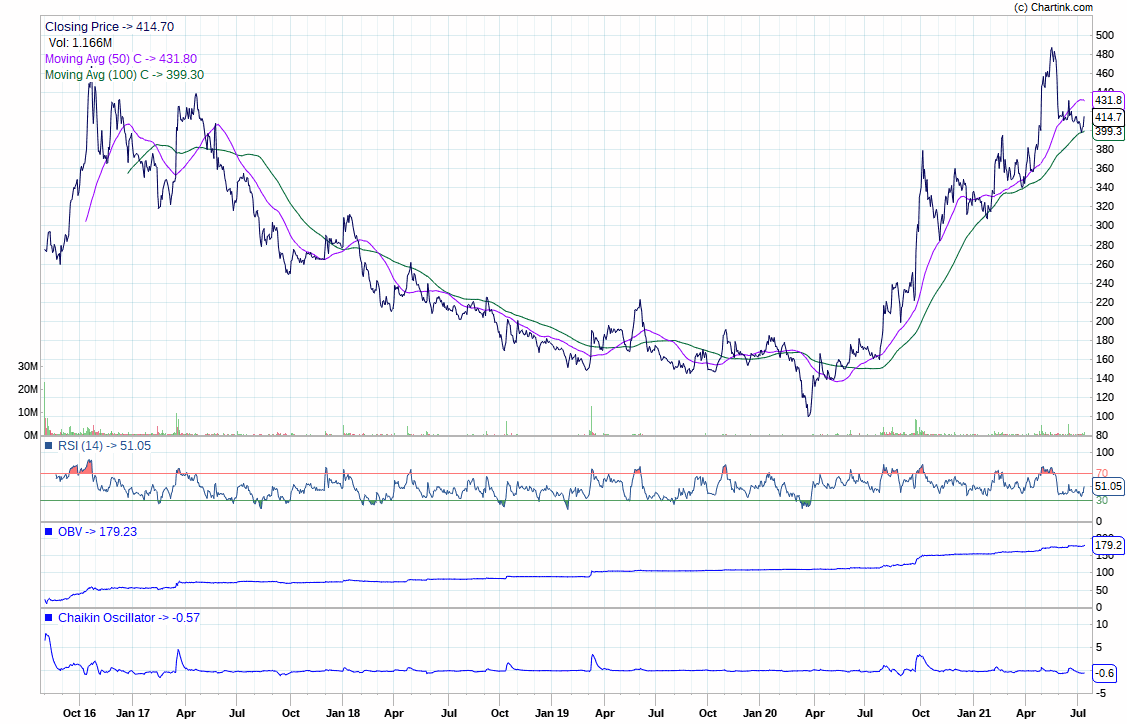 (c) Chartink.com
Closing Price -> 414.70
Vol: 1.166M
Moving Avg (50) C -> 431.80
Moving Avg (100) C -> 399.30
500
480
460
440
431.8
414.7
399.3
380
360
340
320
300
280
260
240
220
200
180
160
140
120
100
80
30M
20M
10M
0M
RSI (14) -> 51.05
100
70
51.05
30
0
OBV -> 179.23
200
179.2
150
100
50
0
Chaikin Oscillator -> -0.57
10
5
-0.6
-5
Oct 16 Jan 17 Apr Jul Oct Jan 18 Apr Jul Oct Jan 19 Apr Jul Oct Jan 20 Apr Jul Oct Jan 21 Apr Jul